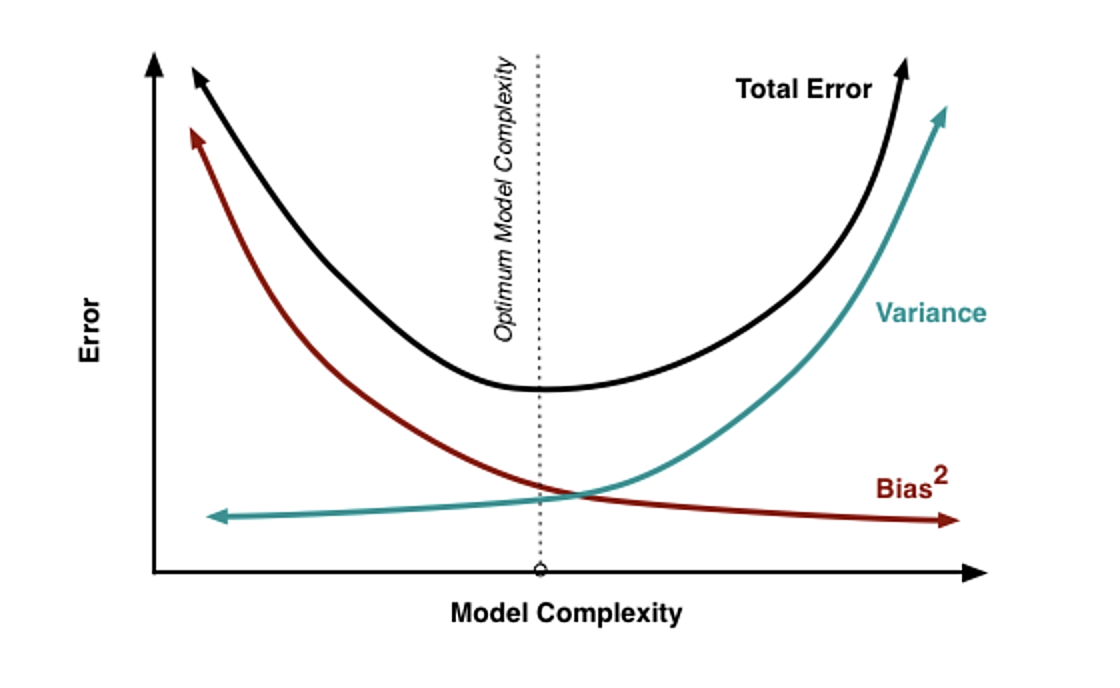 Optimum Model Complexity
Total Error
Variance
Error
Bias2
Model Complexity